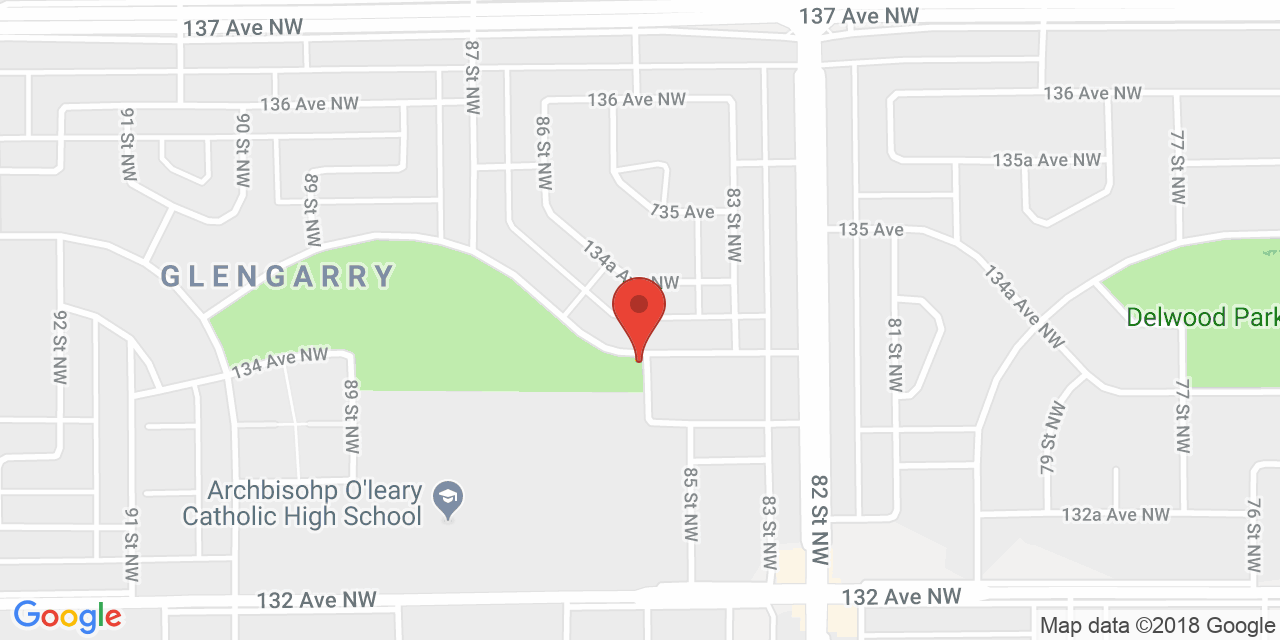 137 Ave NW
137 Ave NW
87 St NW
136 Ave NW
136 Ave NW
136 Ave NW
91 St NW
90 St NW
86 St NW
77 St NW
135a Ave NW
89 St NW
83 St NW
135 Ave
135 Ave
134a Ave NW
134a Ave NW
GLENGARRY
Delwood Park
92 St NW
81 St NW
134 Ave NW
89 St NW
77 St NW
79 St NW
Archbisohp O'leary
Catholic High School
85 St NW
83 St NW
82 St NW
91 St NW
132a Ave NW
76 St NW
132 Ave NW
132 Ave NW
Google
Map data ©2018 Google